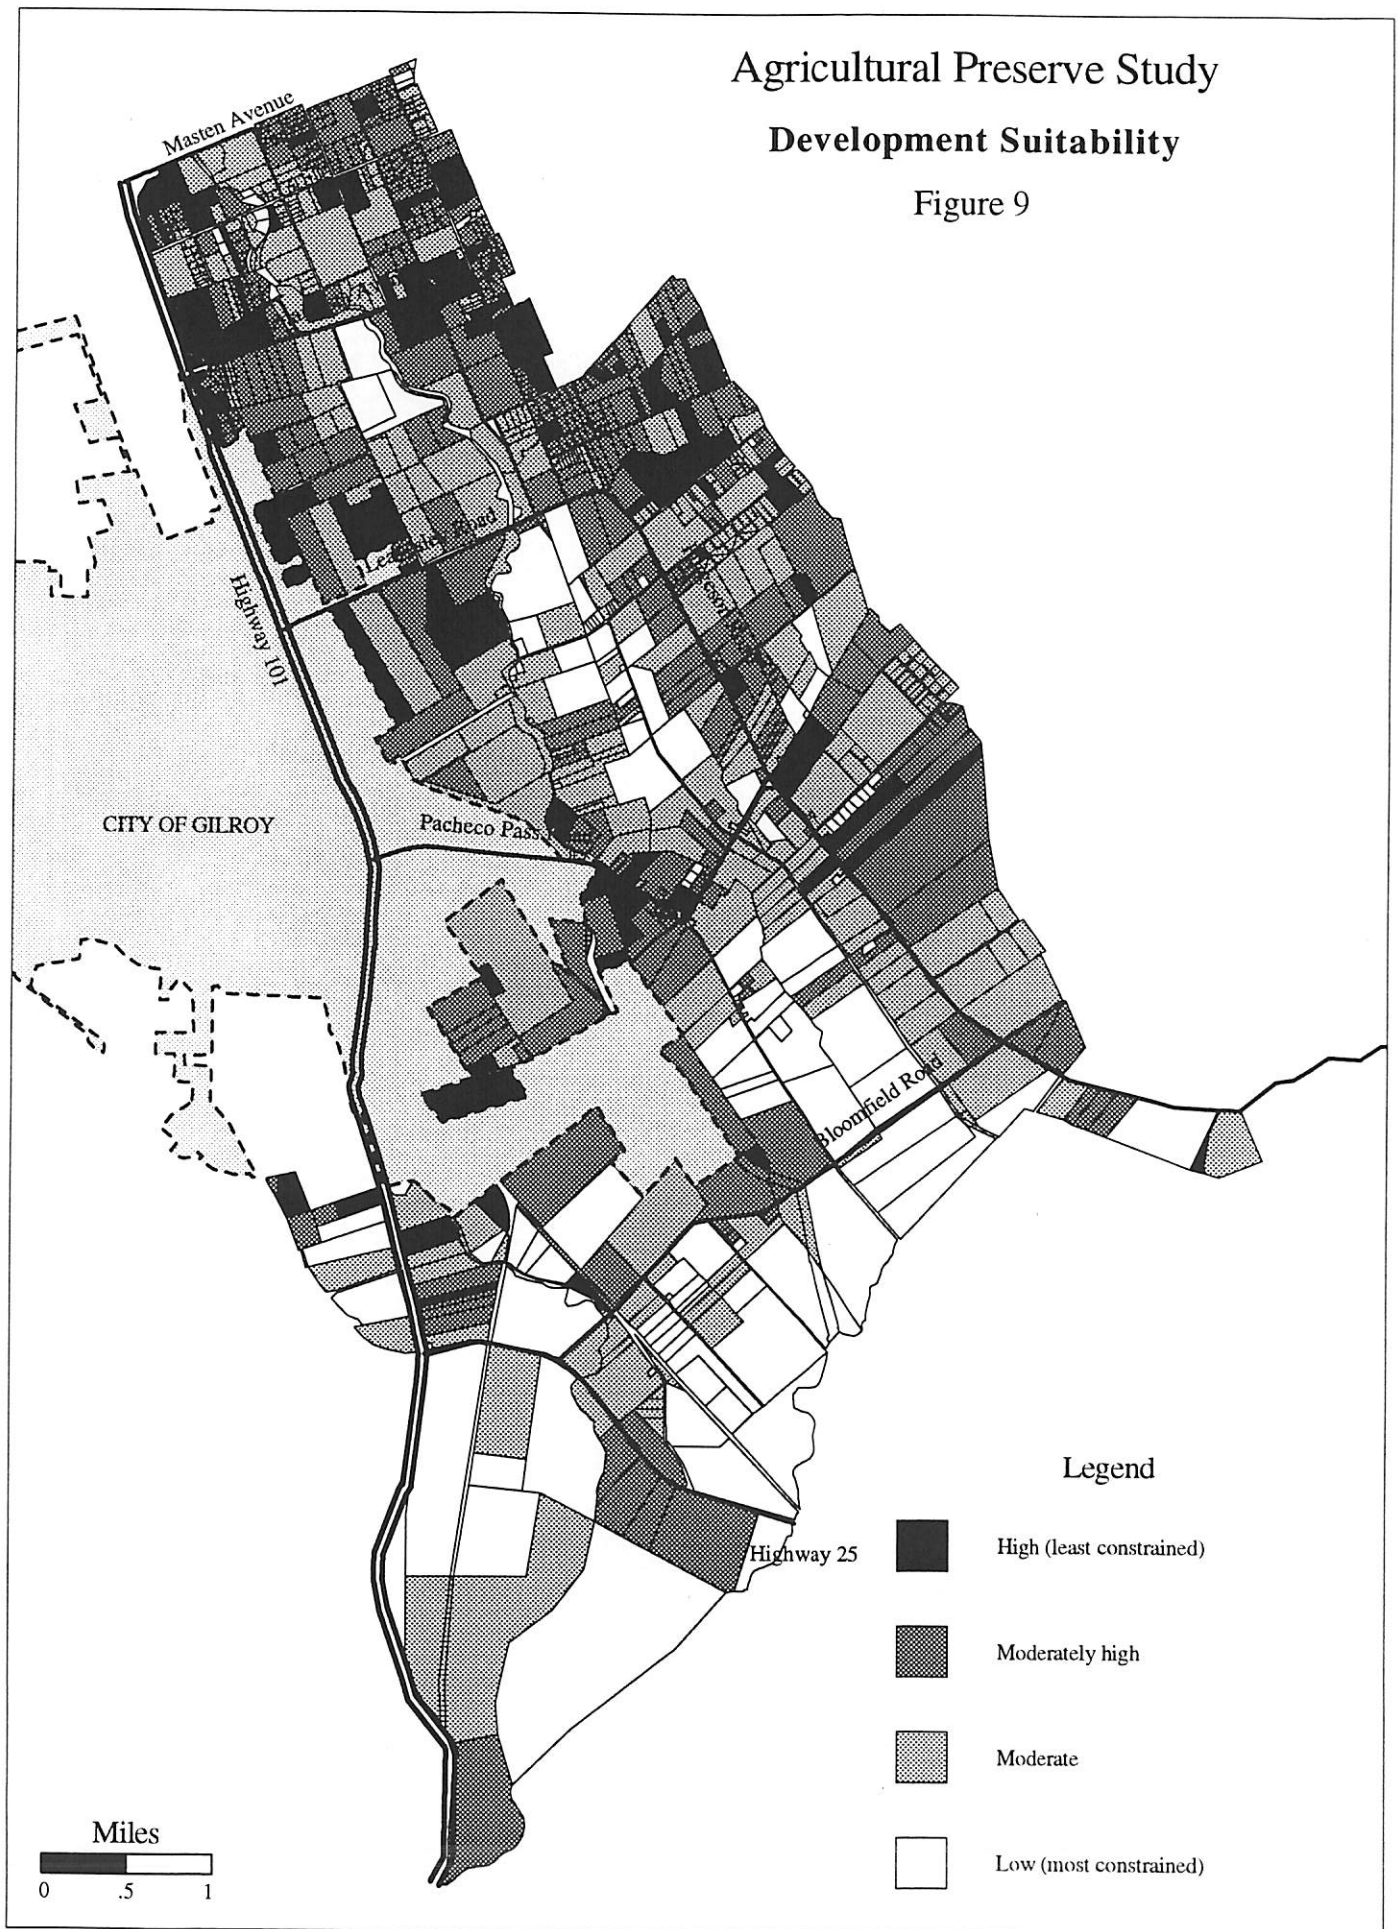 Agricultural Preserve Study
Development Suitability
Figure 9
Masten Avenue
Road
Highway 101
CITY OF GILROY
Pacheco Pass
Bloomfield Road
Highway 25
Legend
High (least constrained)
Moderately high
Moderate
Low (most constrained)
Miles
0 .5 1